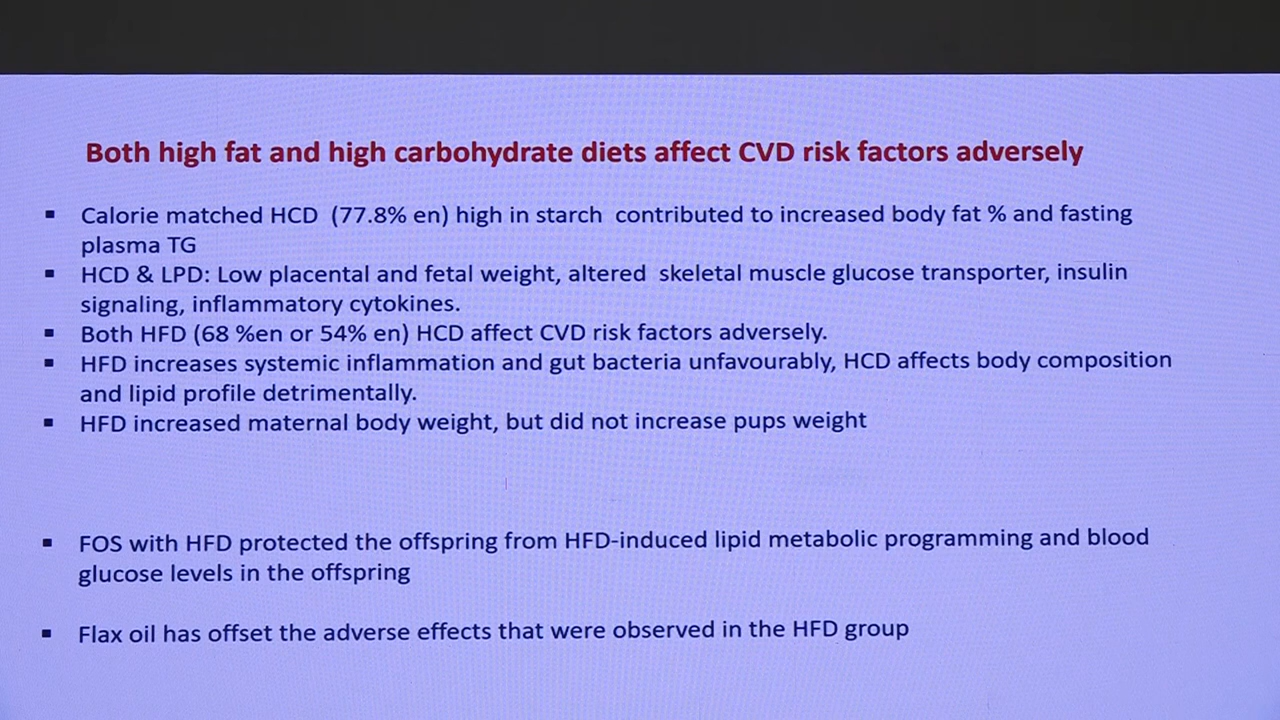 Both high fat and high carbohydrate diets affect CVD risk factors adversely
▪ Calorie matched HCD (77.8% en) high in starch contributed to increased body fat % and fasting
plasma TG
▪ HCD & LPD: Low placental and fetal weight, altered skeletal muscle glucose transporter, insulin
signaling, inflammatory cytokines.
▪ Both HFD (68 %en or 54% en) HCD affect CVD risk factors adversely.
▪ HFD increases systemic inflammation and gut bacteria unfavourably, HCD affects body composition
and lipid profile detrimentally.
▪ HFD increased maternal body weight, but did not increase pups weight
▪ FOS with HFD protected the offspring from HFD-induced lipid metabolic programming and blood
glucose levels in the offspring
▪ Flax oil has offset the adverse effects that were observed in the HFD group